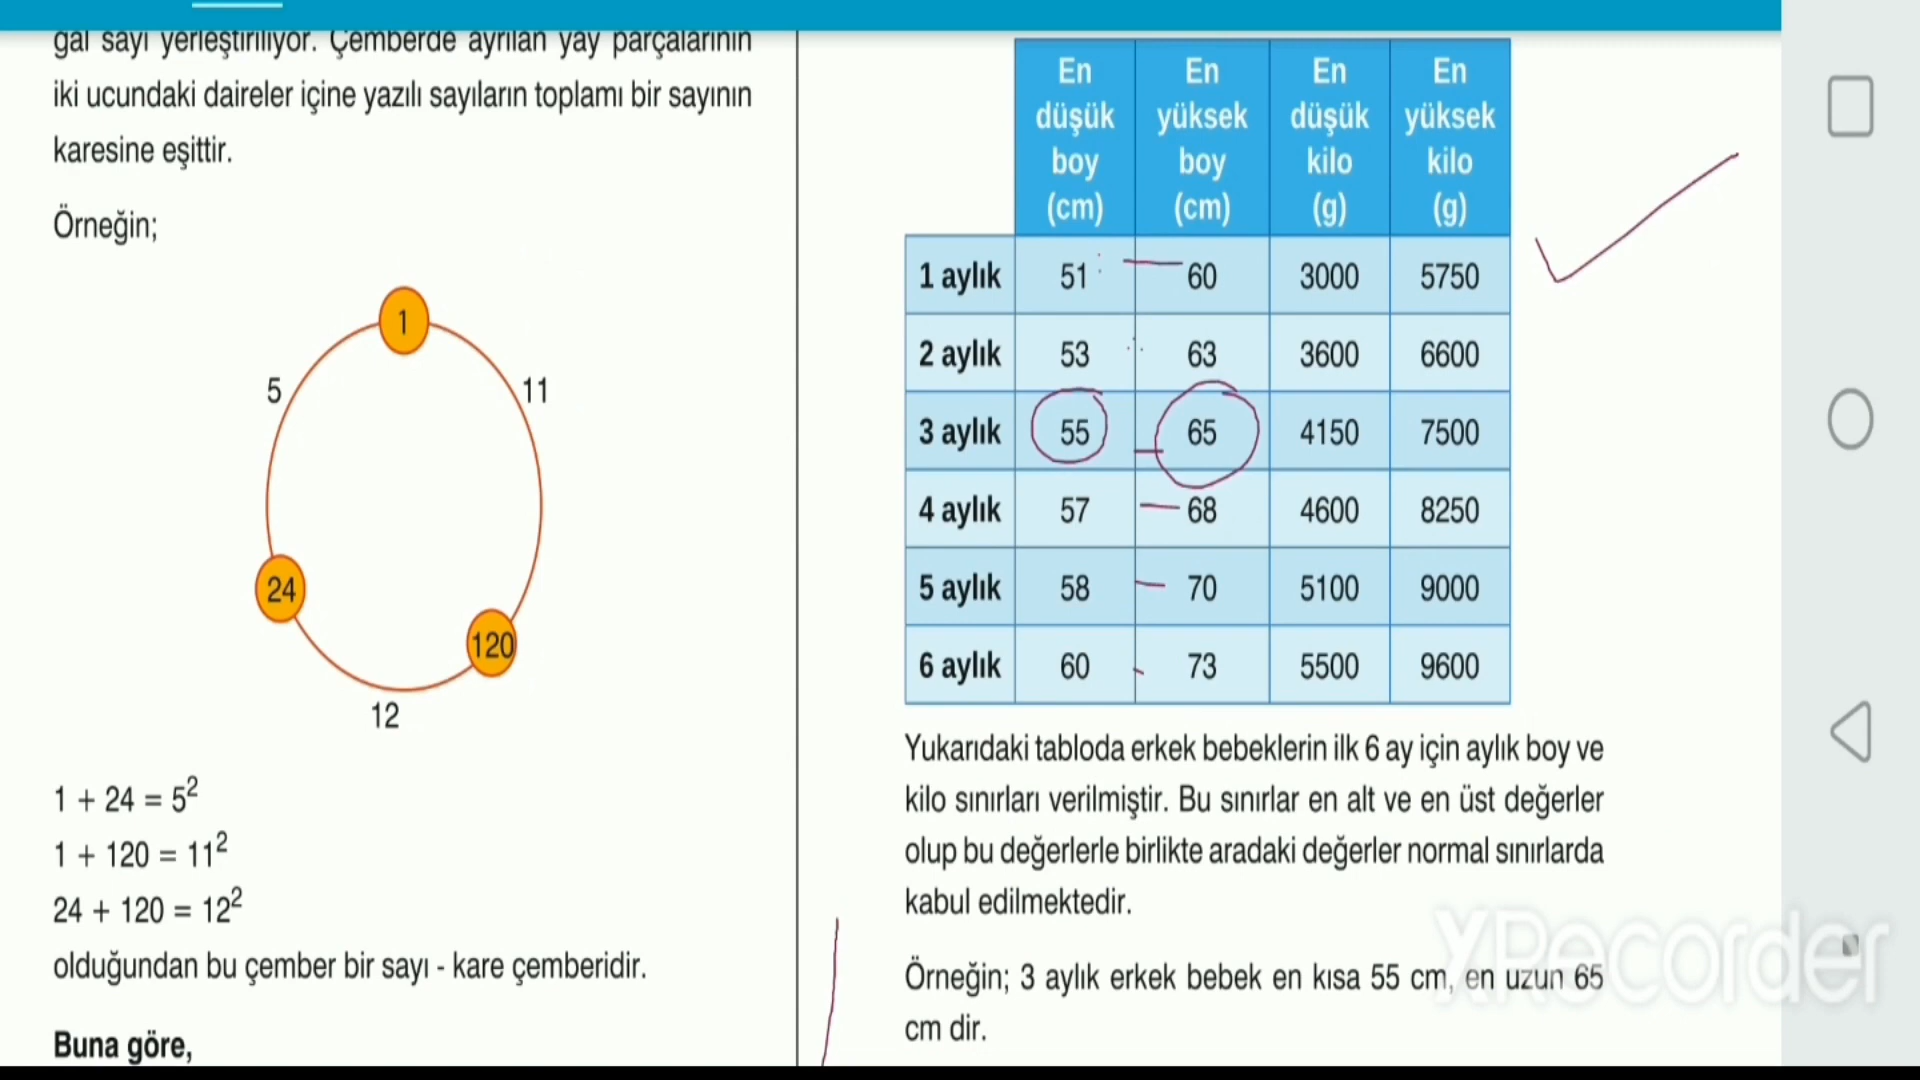 gal sayı yerleştiriliyor. Çemberde ayrılan yay parçalarının
iki ucundaki daireler içine yazılı sayıların toplamı bir sayının
karesine eşittir.
Örneğin;
1
5
11
24
120
12
1 + 24 = 5²
1 + 120 = 11²
24 + 120 = 12²
olduğundan bu çember bir sayı - kare çemberidir.
Buna göre,
En düşük boy (cm) En yüksek boy (cm) En düşük kilo (g) En yüksek kilo (g)
1 aylık 51 60 3000 5750
2 aylık 53 63 3600 6600
3 aylık 55 65 4150 7500
4 aylık 57 68 4600 8250
5 aylık 58 70 5100 9000
6 aylık 60 73 5500 9600
Yukarıdaki tabloda erkek bebeklerin ilk 6 ay için aylık boy ve
kilo sınırları verilmiştir. Bu sınırlar en alt ve en üst değerler
olup bu değerlerle birlikte aradaki değerler normal sınırlarda
kabul edilmektedir.
Örneğin; 3 aylık erkek bebek en kısa 55 cm, en uzun 65
cm dir.
XRecorder